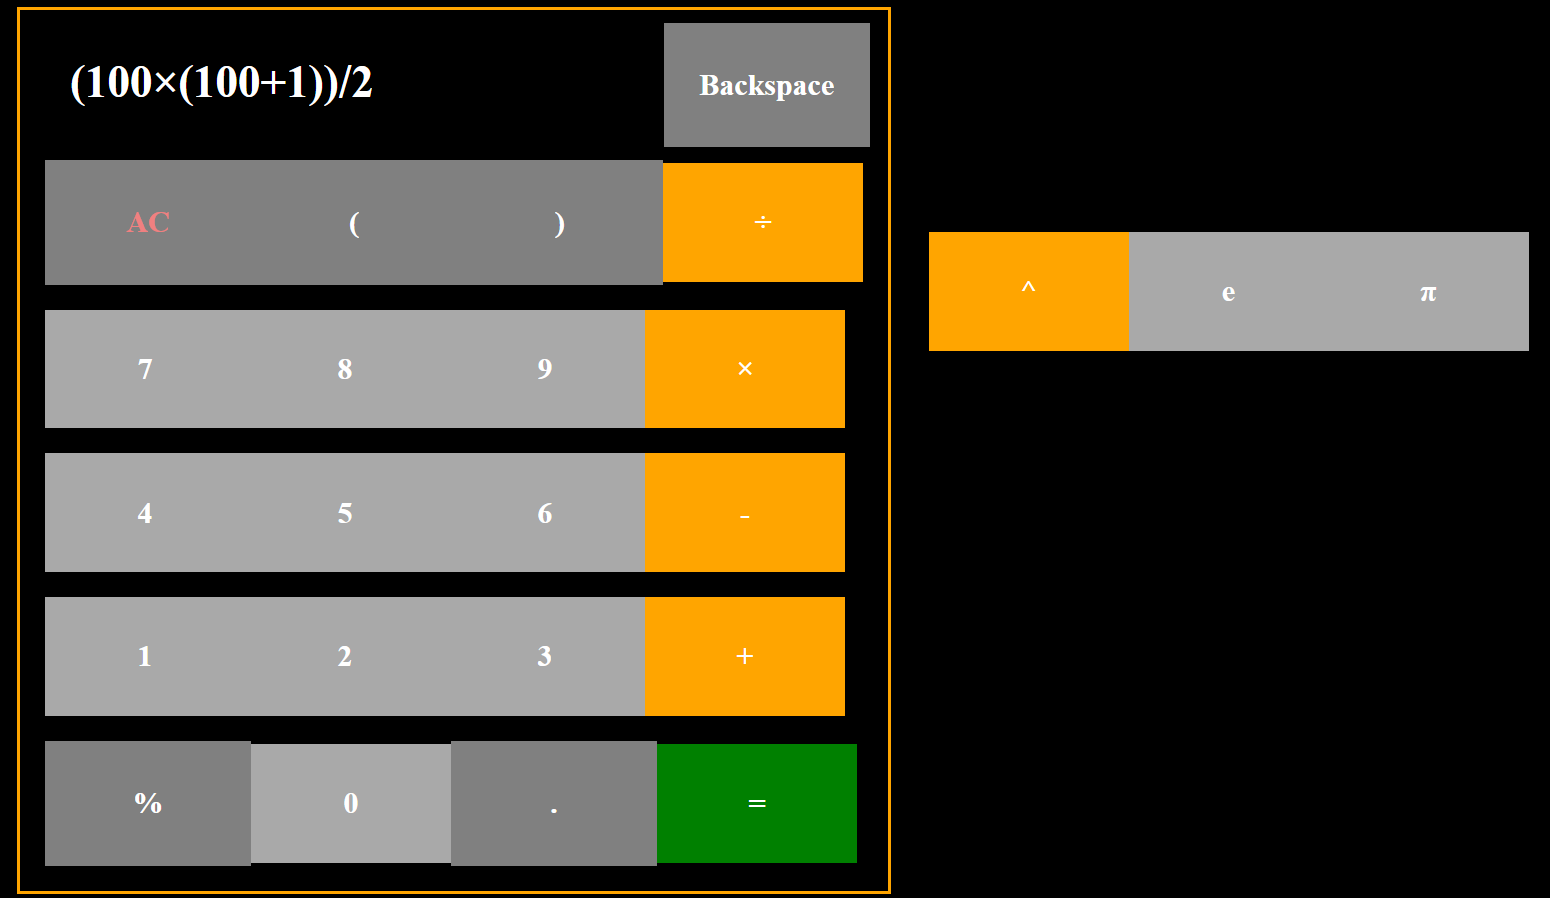 (100×(100+1))/2 Backspace
AC ( ) ÷
^ e π
7 8 9 ×
4 5 6 -
1 2 3 +
% 0 . =